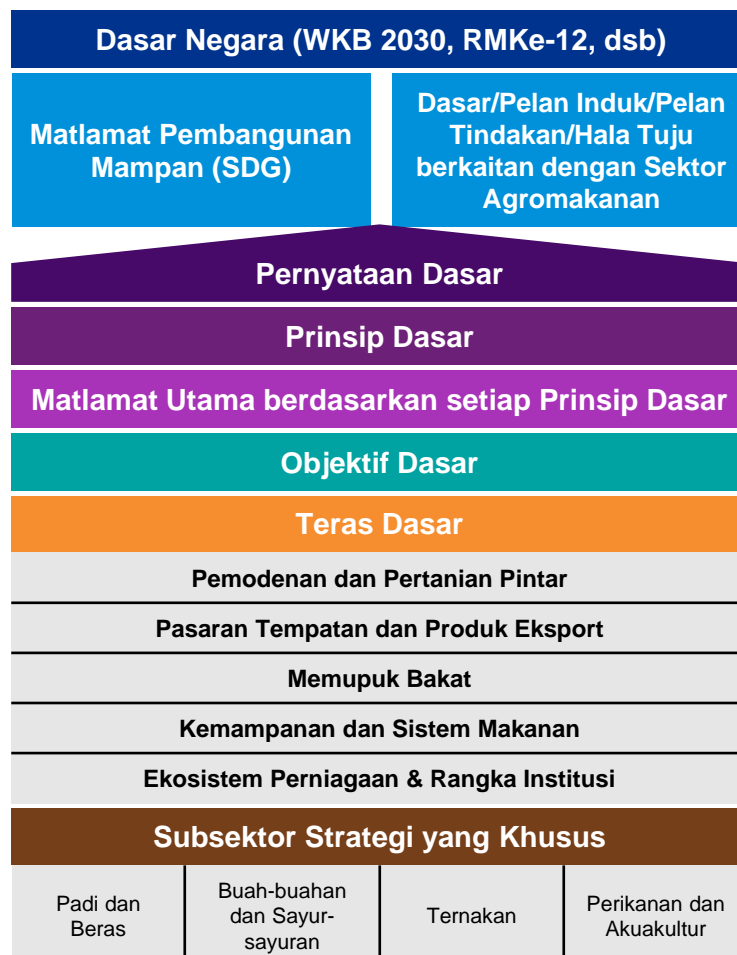 Dasar Negara (WKB 2030, RMKe-12, dsb)
Matlamat Pembangunan
Mampan (SDG)
Dasar/Pelan Induk/Pelan
Tindakan/Hala Tuju
berkaitan dengan Sektor
Agromakanan
Pernyataan Dasar
Prinsip Dasar
Matlamat Utama berdasarkan setiap Prinsip Dasar
Objektif Dasar
Teras Dasar
Pemodenan dan Pertanian Pintar
Pasaran Tempatan dan Produk Eksport
Memupuk Bakat
Kemampanan dan Sistem Makanan
Ekosistem Perniagaan & Rangka Institusi
Subsektor Strategi yang Khusus
Padi dan
Beras
Buah-buahan
dan Sayur-
sayuran
Ternakan
Perikanan dan
Akuakultur